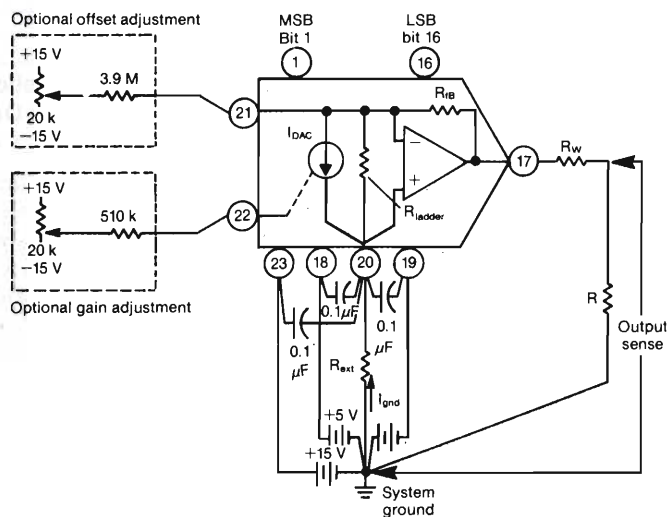 Optional offset adjustment
+15 V
3.9 M
20 k
−15 V
+15 V
510 k
20 k
−15 V
Optional gain adjustment
MSB
Bit 1
LSB
bit 16
1
16
21
22
I_DAC
R_fB
−
+
R_ladder
17
R_W
23
18
20
19
0.1µF
0.1
µF
0.1
µF
R_ext
I_gnd
R
Output
sense
+5 V
+15 V
System
ground